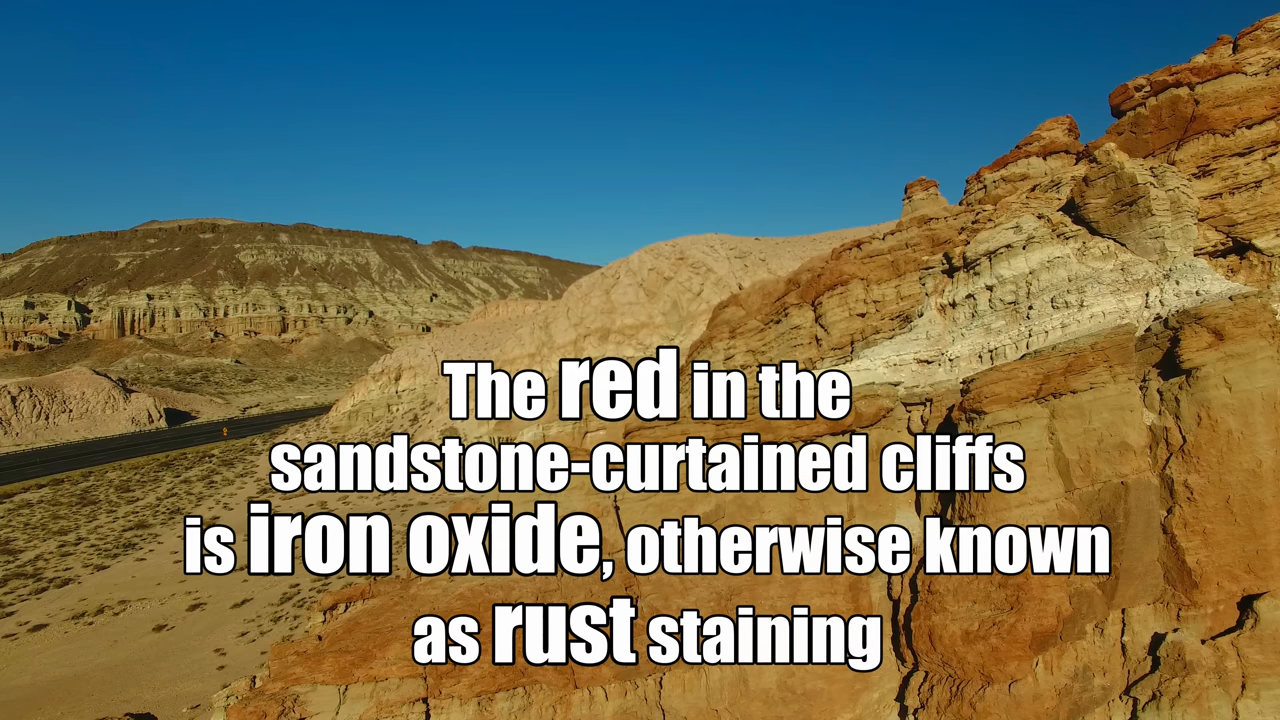 The red in the
sandstone-curtained cliffs
is iron oxide, otherwise known
as rust staining